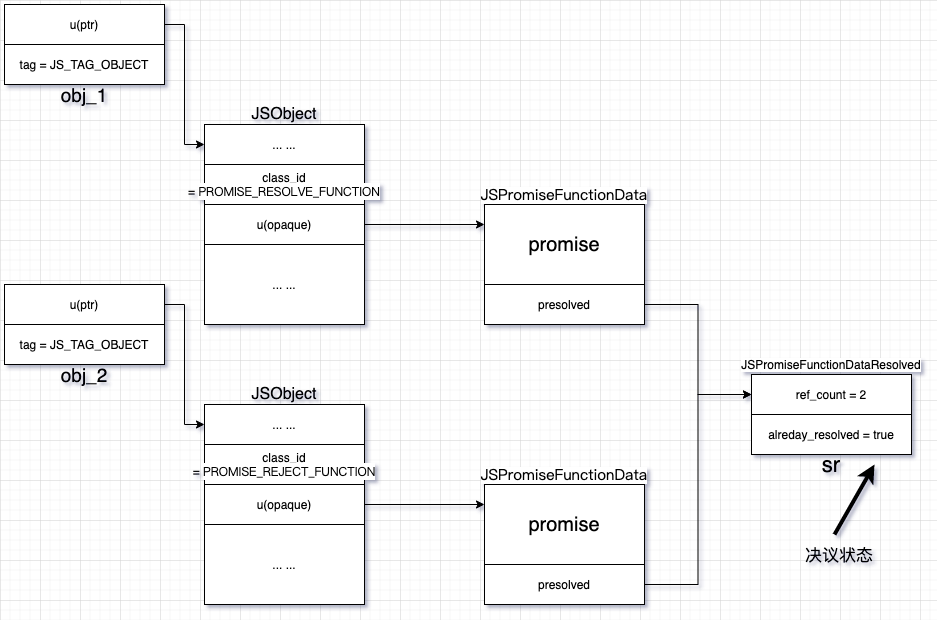 u(ptr)
tag = JS_TAG_OBJECT
obj_1
JSObject
... ...
class_id
= PROMISE_RESOLVE_FUNCTION
u(opaque)
... ...
JSPromiseFunctionData
promise
presolved
u(ptr)
tag = JS_TAG_OBJECT
obj_2
JSObject
... ...
class_id
= PROMISE_REJECT_FUNCTION
u(opaque)
... ...
JSPromiseFunctionData
promise
presolved
JSPromiseFunctionDataResolved
ref_count = 2
alreday_resolved = true
sr
决议状态